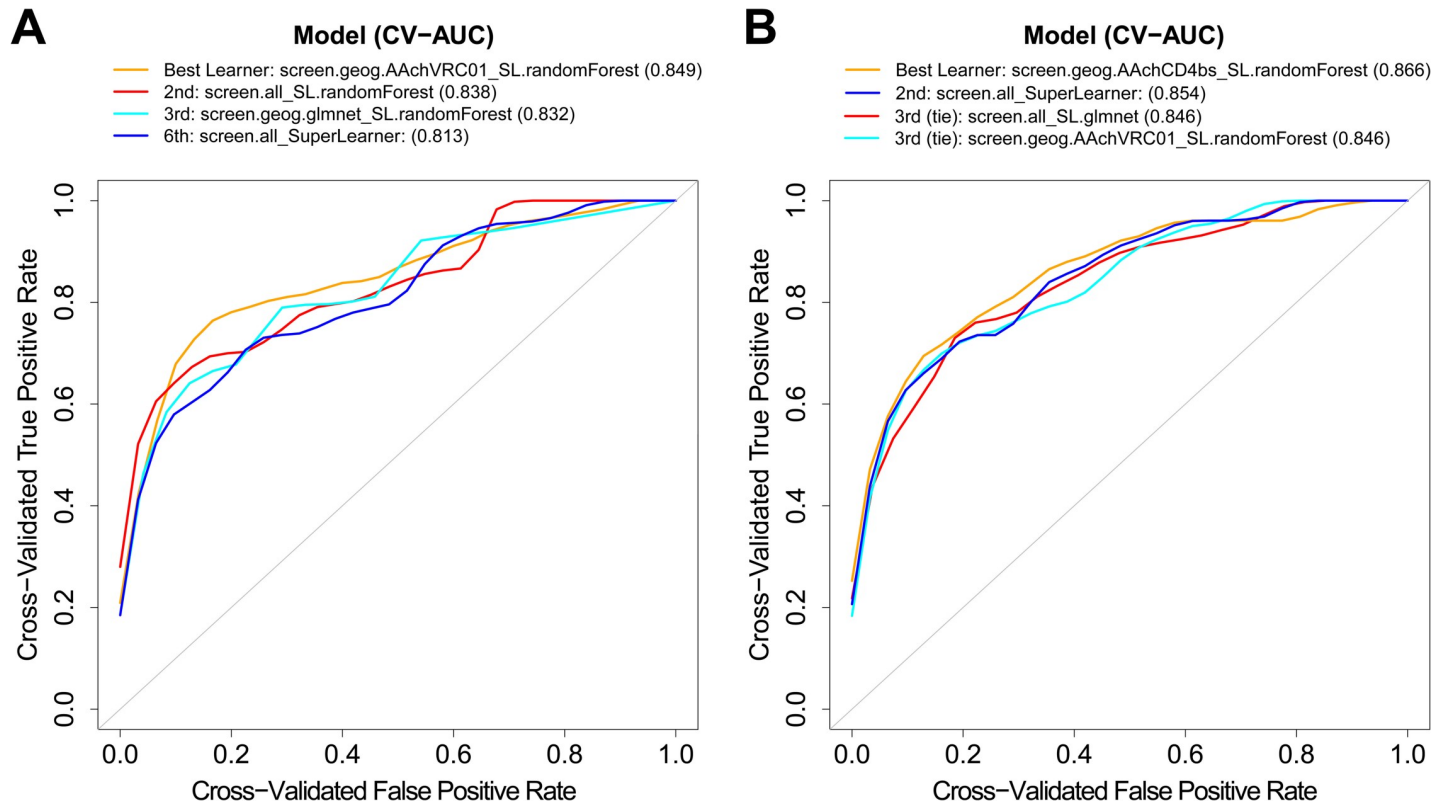 A
Model (CV−AUC)
Best Learner: screen.geog.AAchVRC01_SL.randomForest (0.849)
2nd: screen.all_SL.randomForest (0.838)
3rd: screen.geog.glmnet_SL.randomForest (0.832)
6th: screen.all_SuperLearner: (0.813)
Cross−Validated True Positive Rate
1.0
0.8
0.6
0.4
0.2
0.0
0.0 0.2 0.4 0.6 0.8 1.0
Cross−Validated False Positive Rate
B
Model (CV−AUC)
Best Learner: screen.geog.AAchCD4bs_SL.randomForest (0.866)
2nd: screen.all_SuperLearner: (0.854)
3rd (tie): screen.all_SL.glmnet (0.846)
3rd (tie): screen.geog.AAchVRC01_SL.randomForest (0.846)
Cross−Validated True Positive Rate
1.0
0.8
0.6
0.4
0.2
0.0
0.0 0.2 0.4 0.6 0.8 1.0
Cross−Validated False Positive Rate